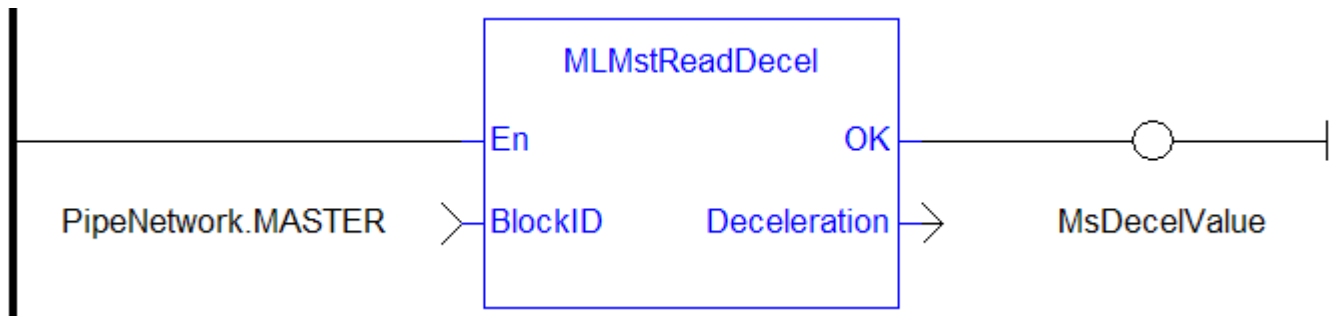 MLMstReadDecel
En OK
PipeNetwork.MASTER BlockID Deceleration MsDecelValue